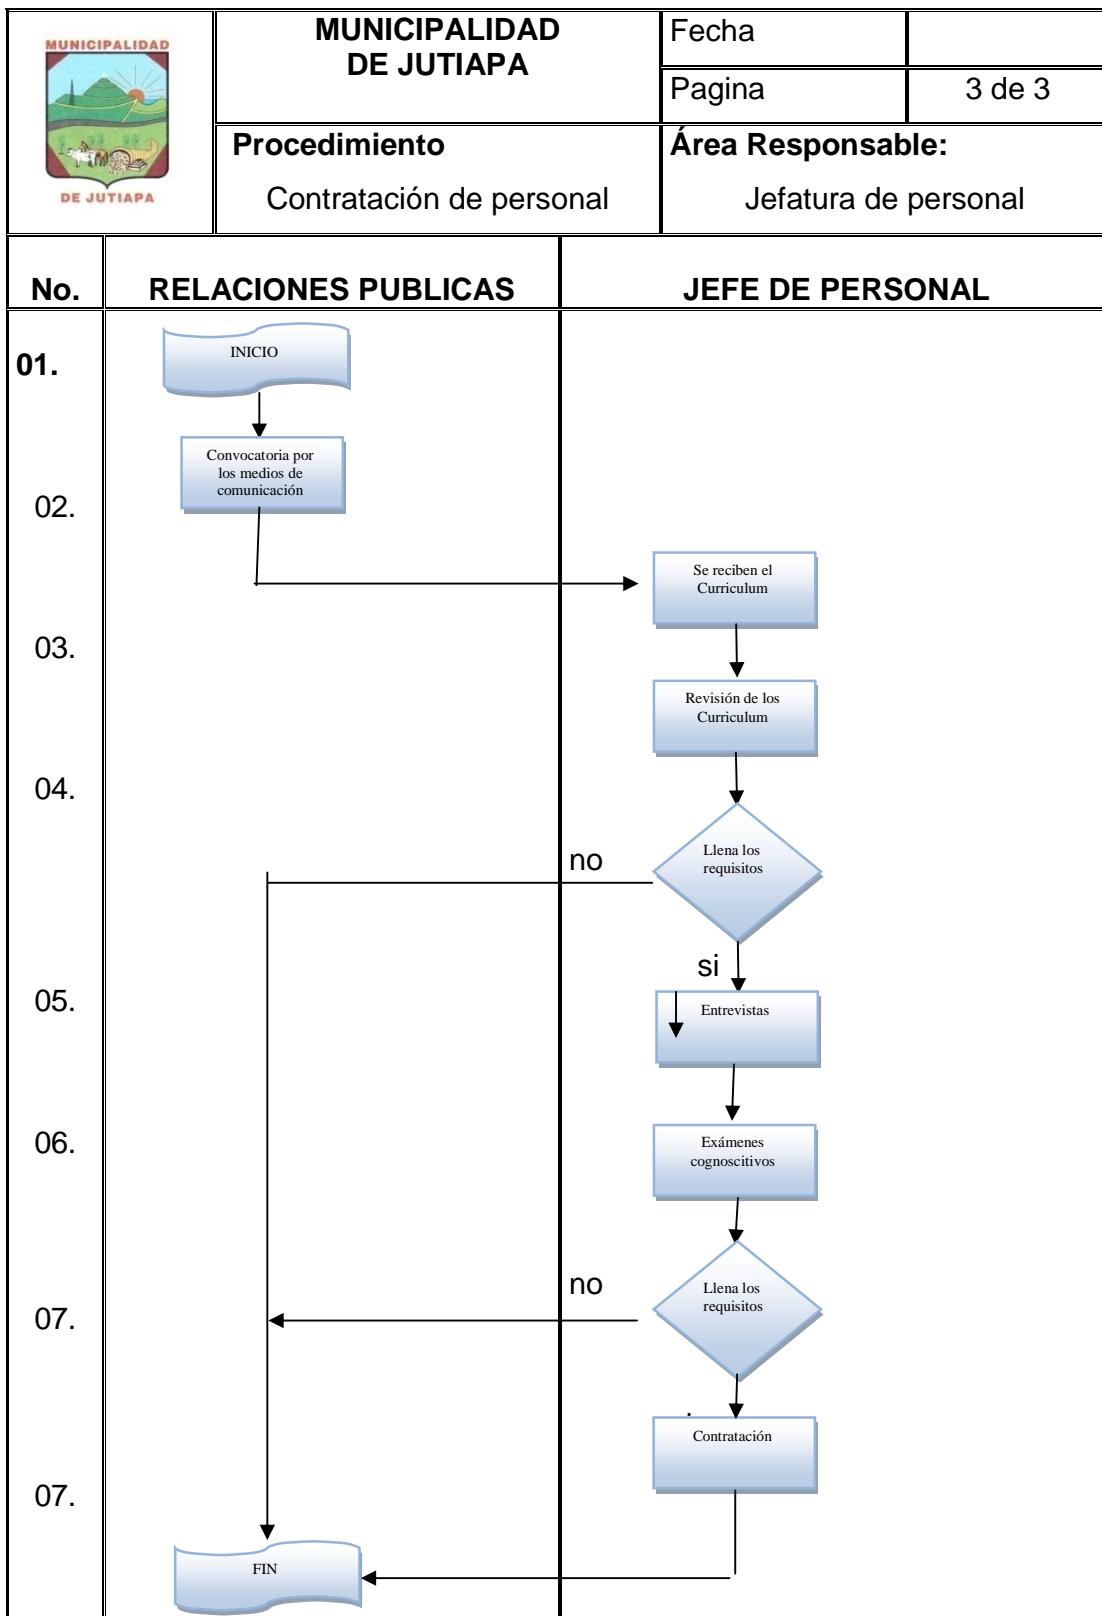 MUNICIPALIDAD
DE JUTIAPA
MUNICIPALIDAD
DE JUTIAPA
Fecha
Pagina
3 de 3
Procedimiento
Contratación de personal
Área Responsable:
Jefatura de personal
No.
RELACIONES PUBLICAS
JEFE DE PERSONAL
01.
INICIO
Convocatoria por
los medios de
comunicación
02.
Se reciben el
Curriculum
03.
Revisión de los
Curriculum
04.
Llena los
requisitos
no
si
05.
Entrevistas
06.
Exámenes
cognoscitivos
no
Llena los
requisitos
07.
Contratación
07.
FIN